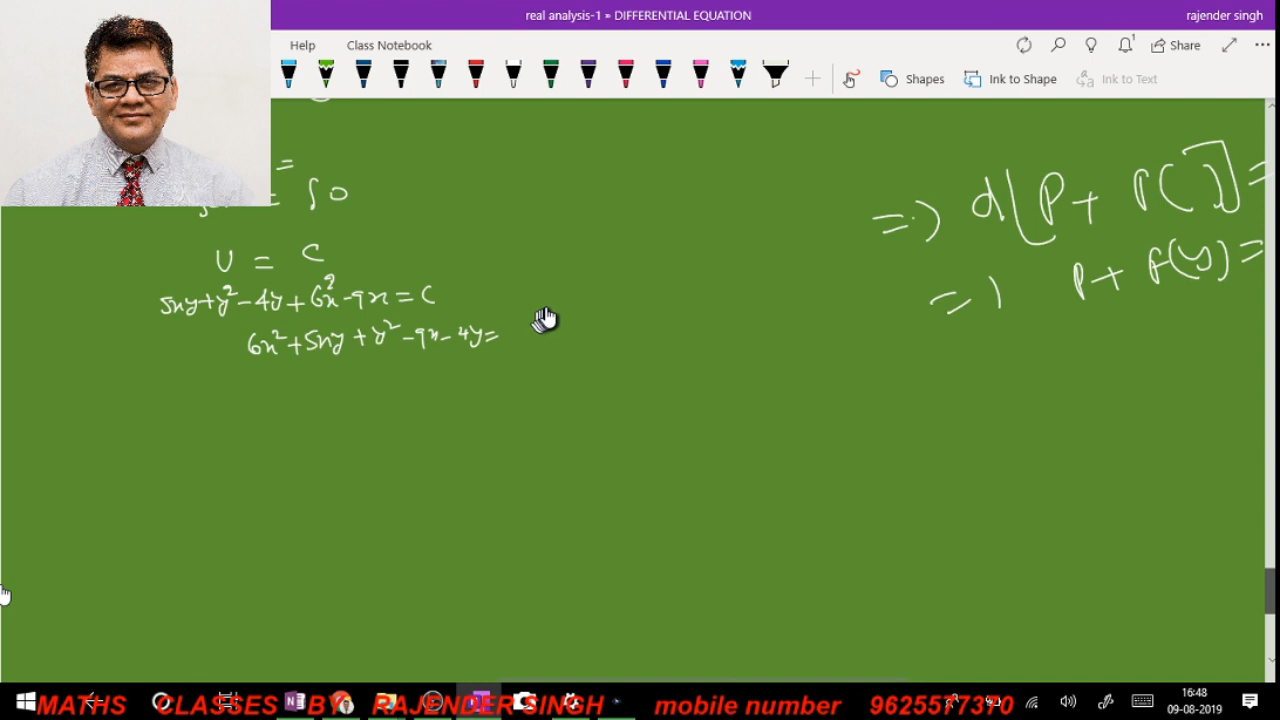 real analysis-1 » DIFFERENTIAL EQUATION
rajender singh
Help Class Notebook
Share
Shapes
Ink to Shape
Ink to Text
= ∫ 0
U = C
5xy+y²-4y+6x²-9x=C
6x²+5xy+y²-9x-4y=
=) d[P+ f( )]=
=) P+ f(y)=
MATHS CLASSES BY RAJENDER SINGH mobile number 9625577370
16:48
09-08-2019